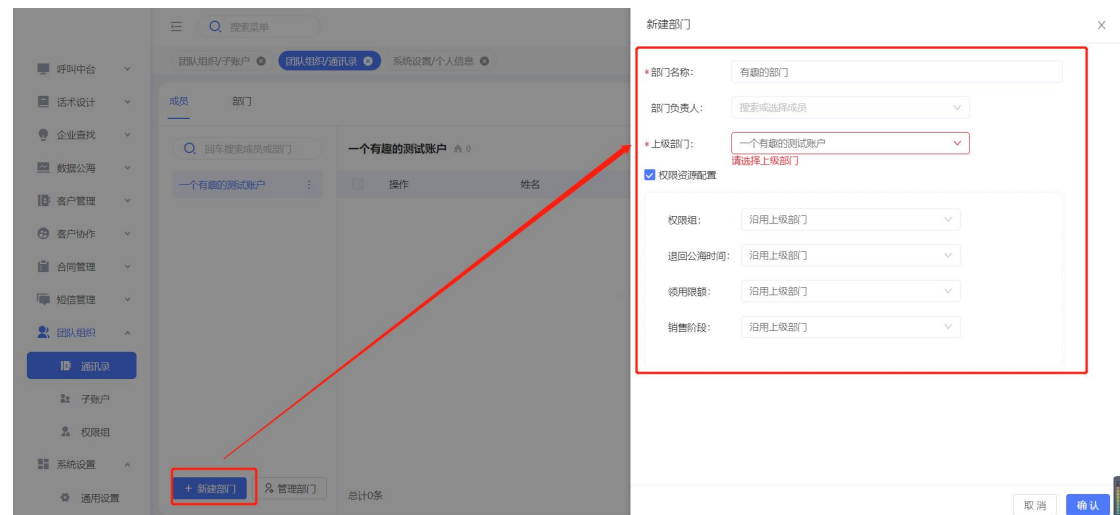 搜索菜单
团队组织/子账户
团队组织/通讯录
系统设置/个人信息
呼叫中台
话术设计
企业查找
数据公海
客户管理
客户协作
合同管理
短信管理
团队组织
通讯录
子账户
权限组
系统设置
通用设置
成员 部门
回车搜索成员或部门
一个有趣的测试账户
一个有趣的测试账户 0
操作 姓名
+ 新建部门
管理部门
总计0条
新建部门
*部门名称： 有趣的部门
部门负责人： 搜索或选择成员
*上级部门： 一个有趣的测试账户
请选择上级部门
权限资源配置
权限组： 沿用上级部门
退回公海时间： 沿用上级部门
领用限额： 沿用上级部门
销售阶段： 沿用上级部门
取 消
确 认